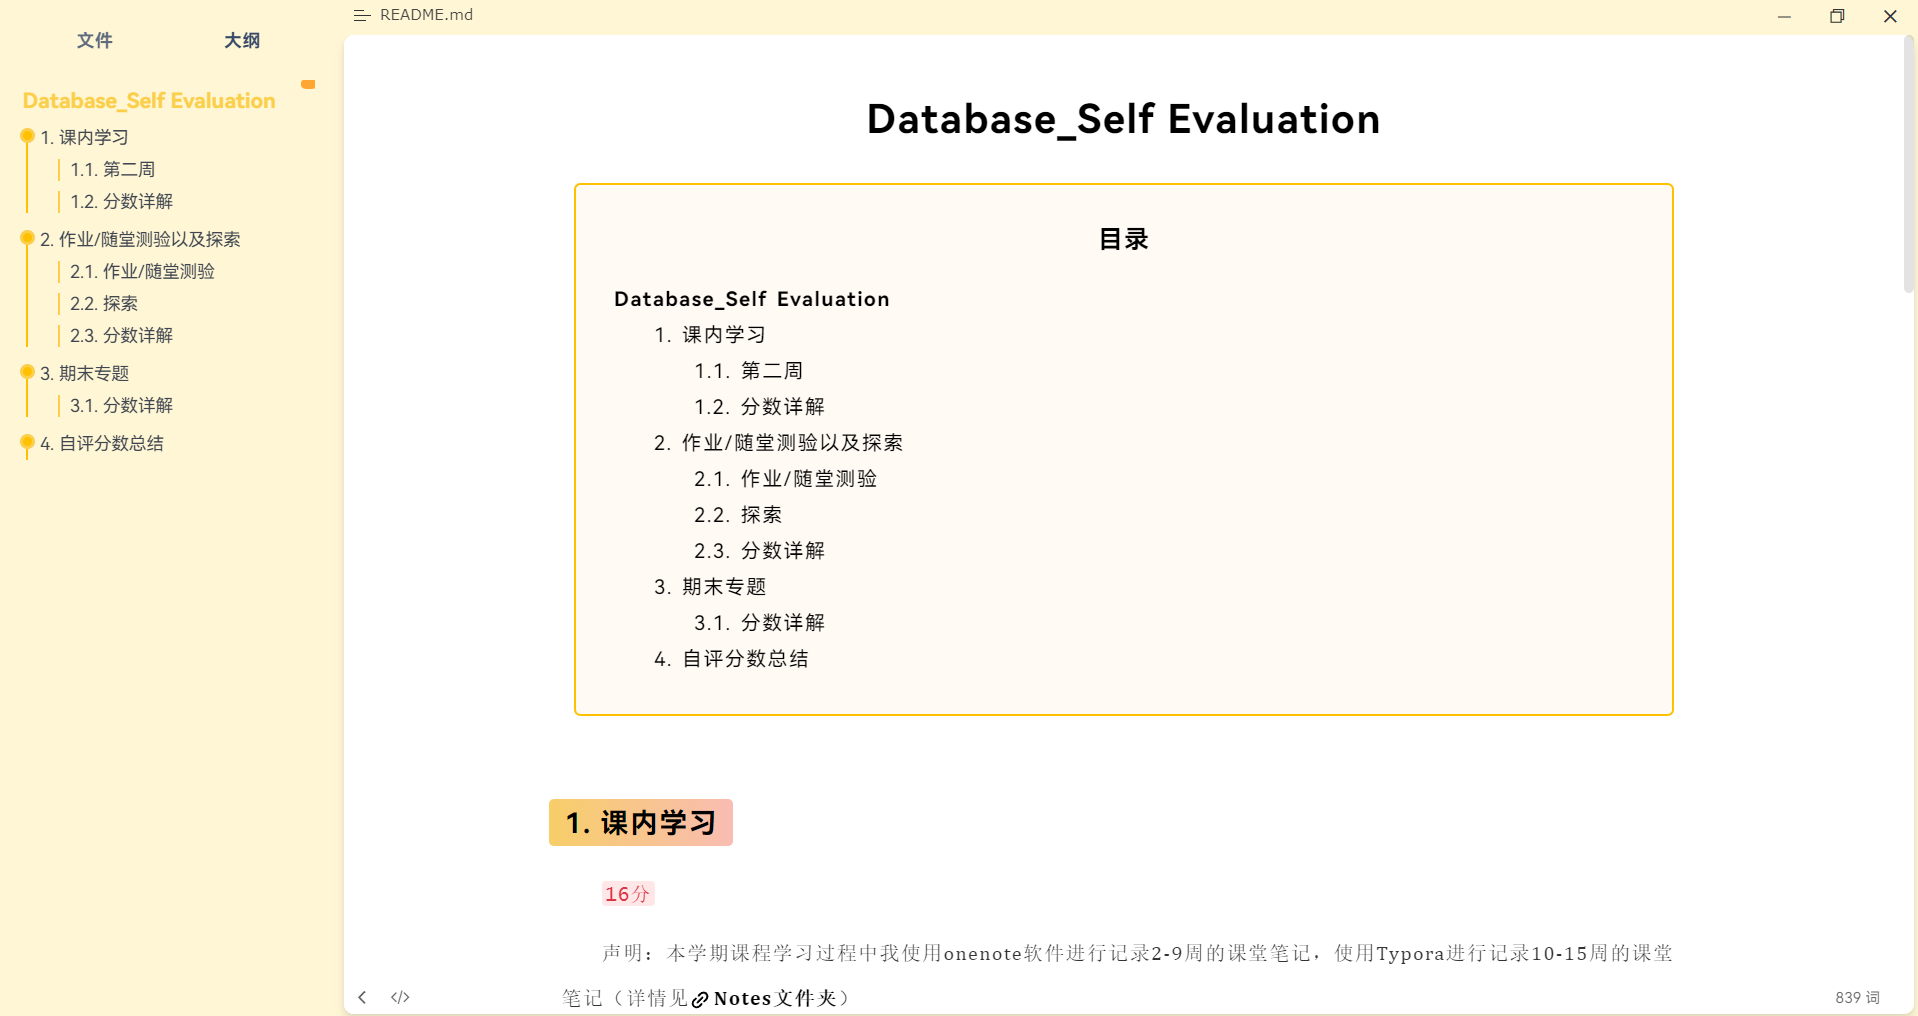 README.md
文件 大纲
Database_Self Evaluation
1. 课内学习
1.1. 第二周
1.2. 分数详解
2. 作业/随堂测验以及探索
2.1. 作业/随堂测验
2.2. 探索
2.3. 分数详解
3. 期末专题
3.1. 分数详解
4. 自评分数总结
Database_Self Evaluation
目录
Database_Self Evaluation
1. 课内学习
1.1. 第二周
1.2. 分数详解
2. 作业/随堂测验以及探索
2.1. 作业/随堂测验
2.2. 探索
2.3. 分数详解
3. 期末专题
3.1. 分数详解
4. 自评分数总结
1. 课内学习
16分
声明：本学期课程学习过程中我使用onenote软件进行记录2-9周的课堂笔记，使用Typora进行记录10-15周的课堂
笔记（详情见Notes文件夹）
</> 839 词